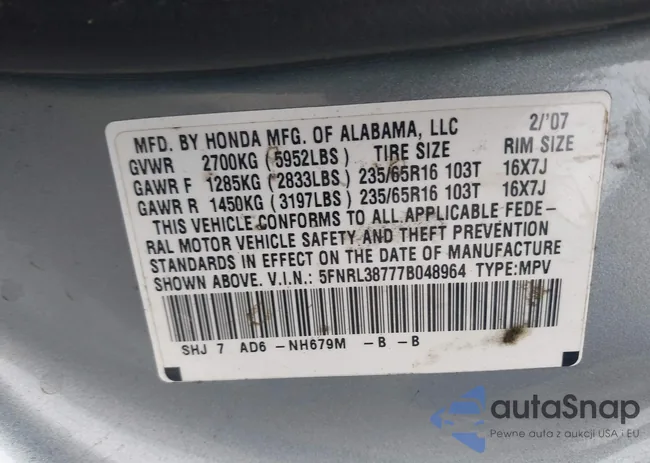 MFD. BY HONDA MFG. OF ALABAMA, LLC 2/'07
GVWR 2700KG (5952LBS) TIRE SIZE RIM SIZE
GAWR F 1285KG (2833LBS) 235/65R16 103T 16X7J
GAWR R 1450KG (3197LBS) 235/65R16 103T 16X7J
THIS VEHICLE CONFORMS TO ALL APPLICABLE FEDE-
RAL MOTOR VEHICLE SAFETY AND THEFT PREVENTION
STANDARDS IN EFFECT ON THE DATE OF MANUFACTURE
SHOWN ABOVE. V.I.N.: 5FNRL38777B048964 TYPE:MPV
SHJ 7 AD6 -NH679M -B -B
autaSnap
Pewne auta z aukcji USA i EU